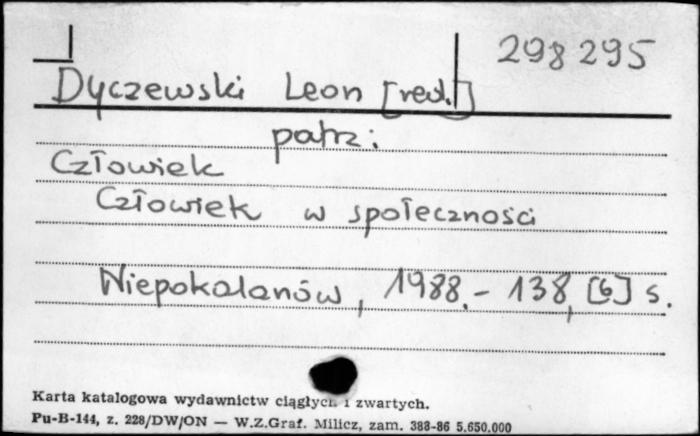 298295
Dyczewski Leon [red.]
patrz:
Człowiek
Człowiek w społeczności
Niepokalanów, 1988.- 138, [6] s.
Karta katalogowa wydawnictw ciągłych i zwartych.
Pu-B-144, z. 228/DW/ON — W.Z.Graf. Milicz, zam. 388-86 5.650.000